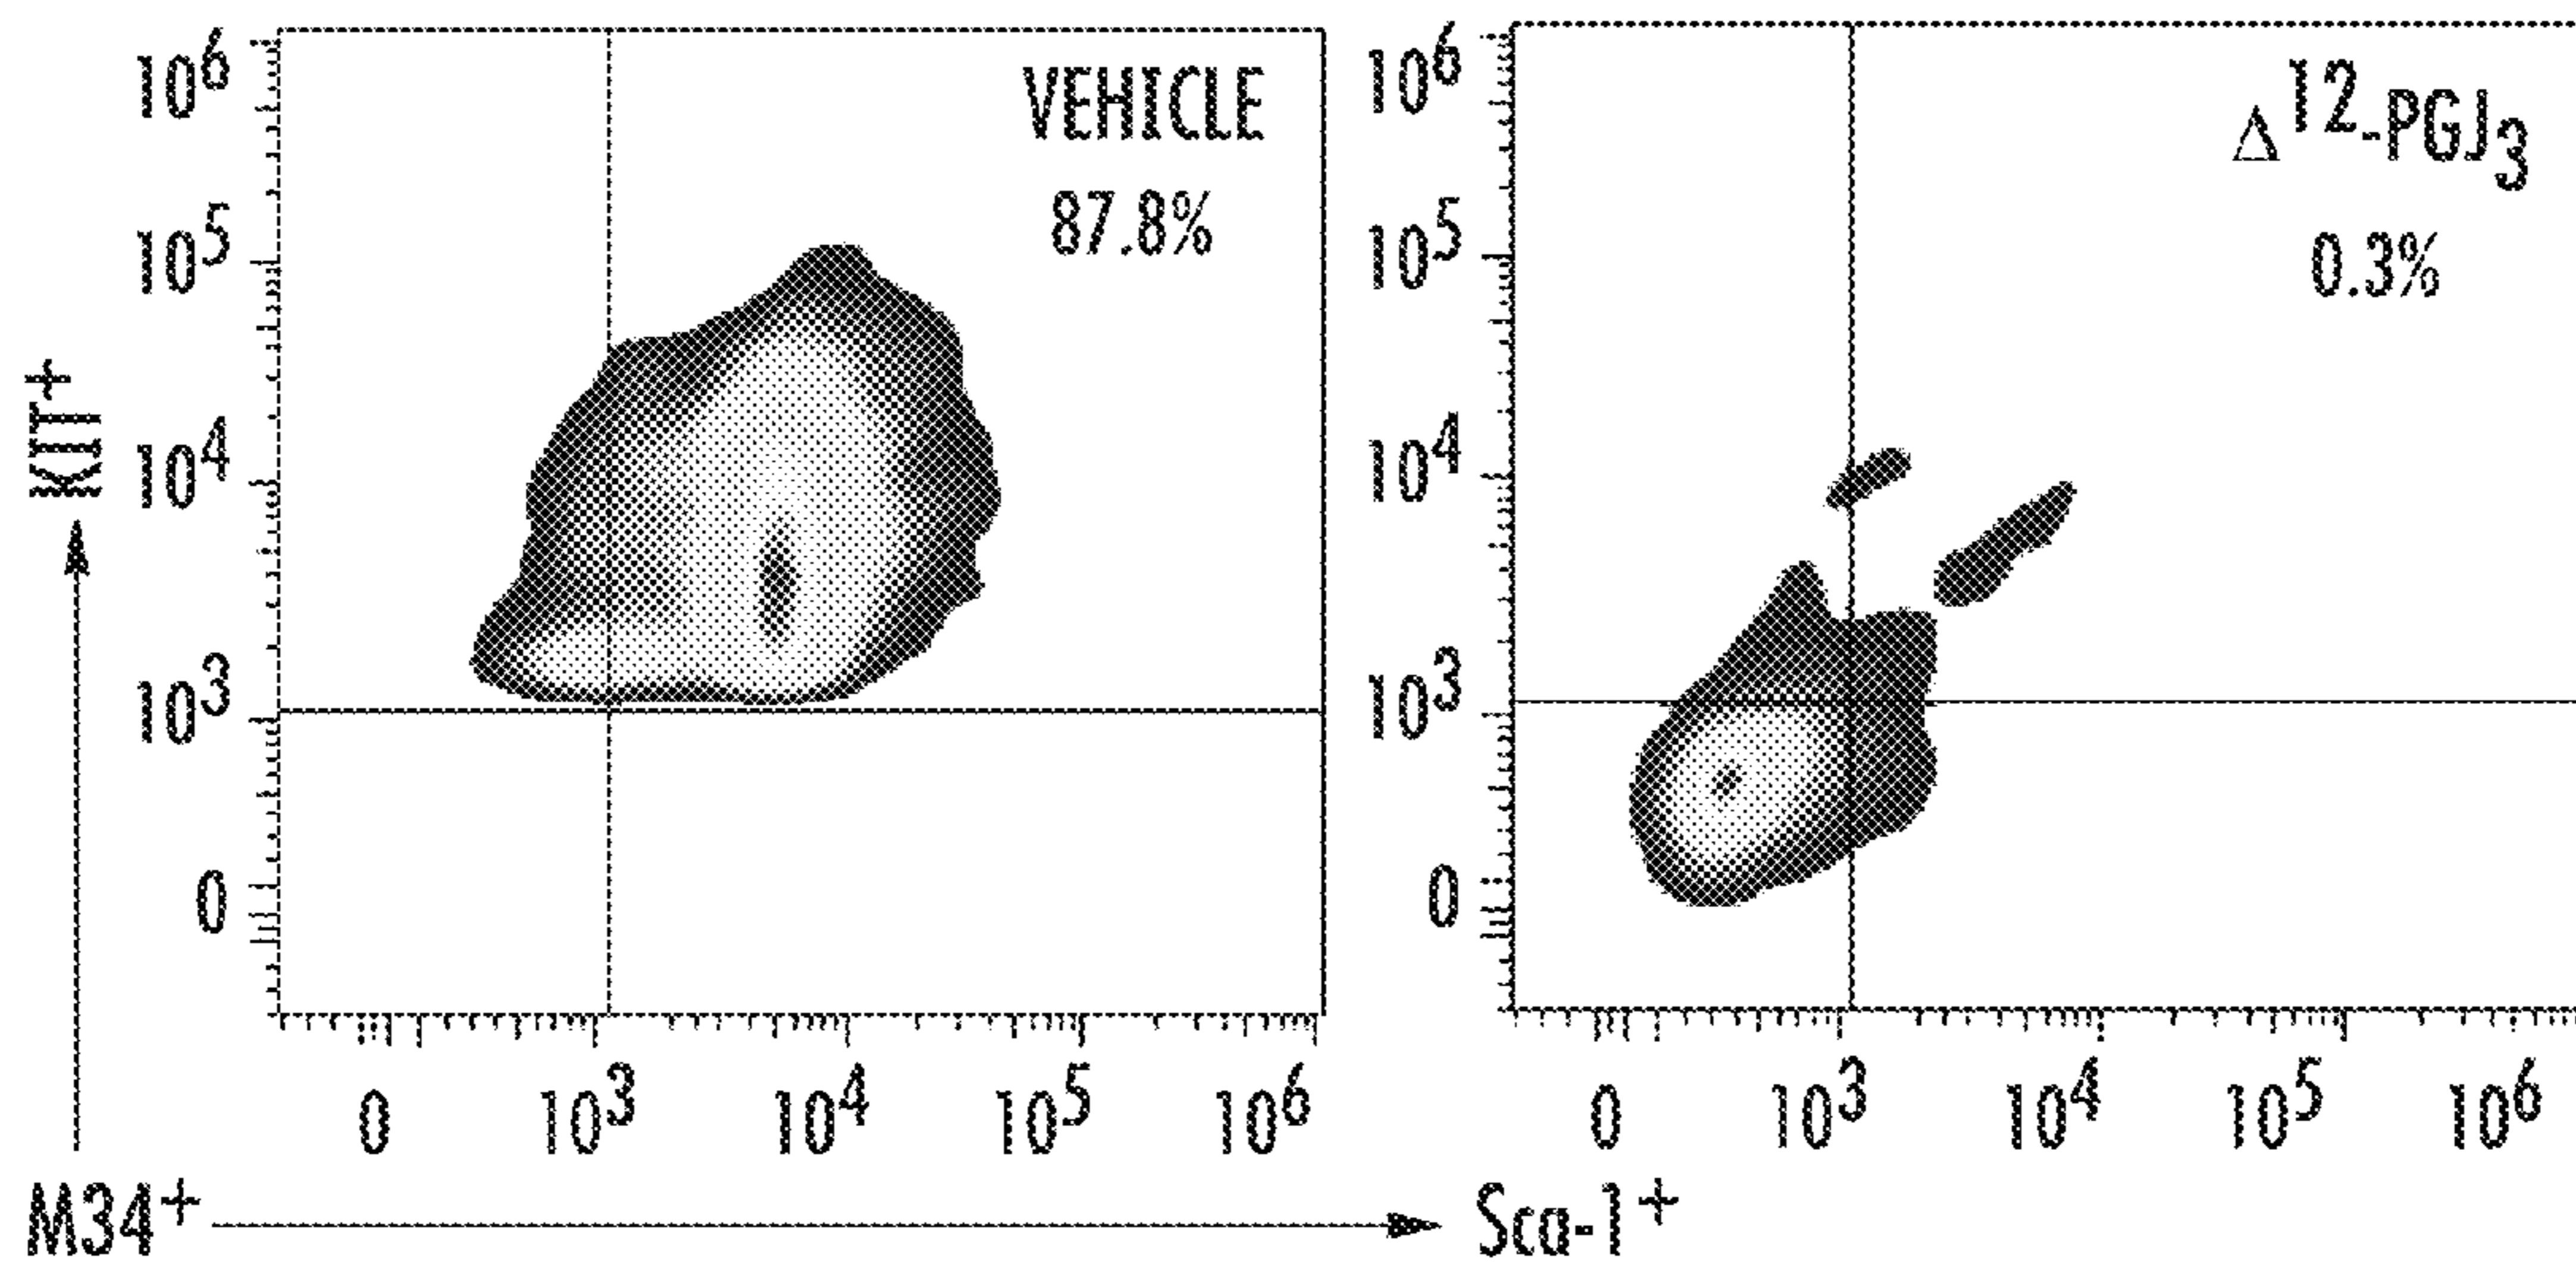 VEHICLE
87.8%
10⁶
10⁵
10⁴
10³
0
KIT⁺
0 10³ 10⁴ 10⁵ 10⁶
Δ¹²-PGJ₃
0.3%
10⁶
10⁵
10⁴
10³
0
0 10³ 10⁴ 10⁵ 10⁶
M34⁺ Sca-1⁺